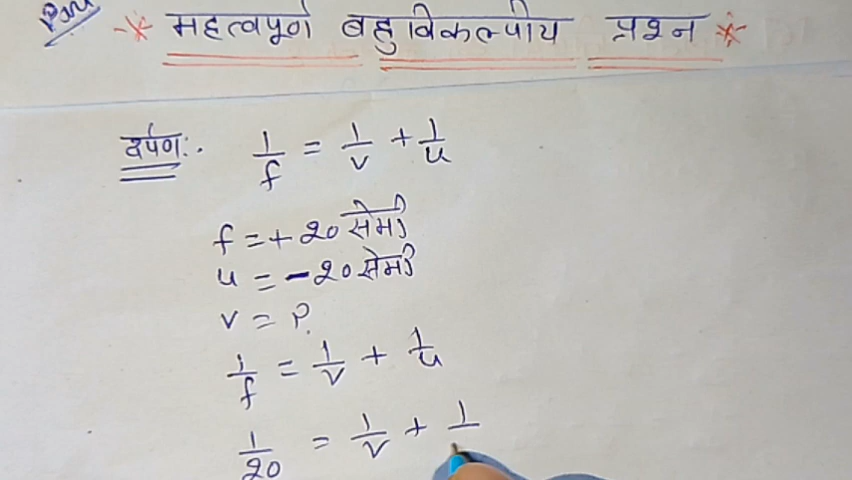 Part
* महत्वपूर्ण बहुविकल्पीय प्रश्न *
दर्पण:- 1/f = 1/v + 1/u
f = + 20 सेमी
u = - 20 सेमी
v = ?
1/f = 1/v + 1/u
1/20 = 1/v + 1/